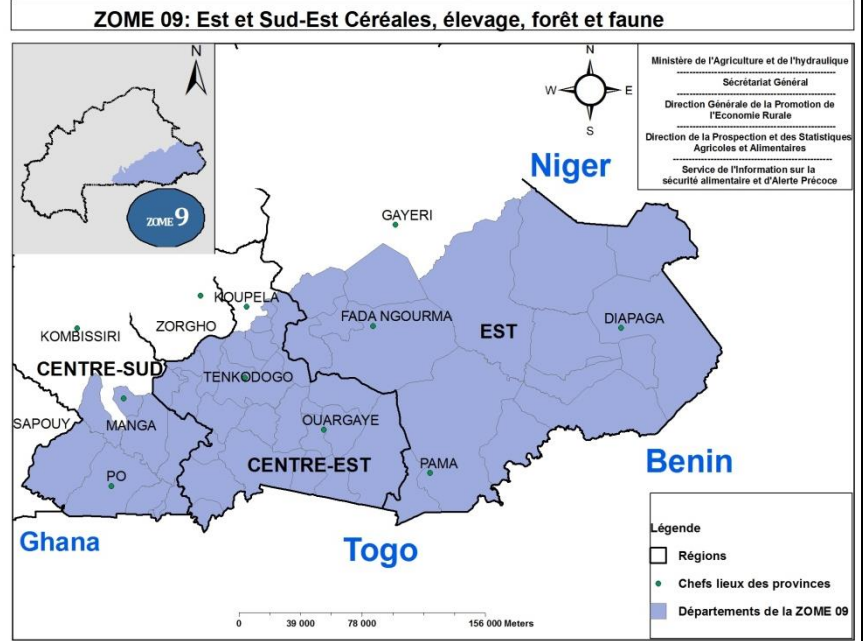 ZOME 09: Est et Sud-Est Céréales, élevage, forêt et faune
N
ZOME 9
N
W E
S
Ministère de l'Agriculture et de l'hydraulique
Sécrétariat Général
Direction Générale de la Promotion de
l'Economie Rurale
Direction de la Prospection et des Statistiques
Agricoles et Alimentaires
Service de l'Information sur la
sécurité alimentaire et d'Alerte Précoce
Niger
GAYERI
KOUPELA
ZORGHO
KOMBISSIRI
FADA NGOURMA
EST
DIAPAGA
CENTRE-SUD
TENKODOGO
SAPOUY
MANGA
OUARGAYE
CENTRE-EST
PAMA
PO
Benin
Ghana
Togo
Légende
Régions
Chefs lieux des provinces
Départements de la ZOME 09
0 39 000 78 000 156 000 Meters